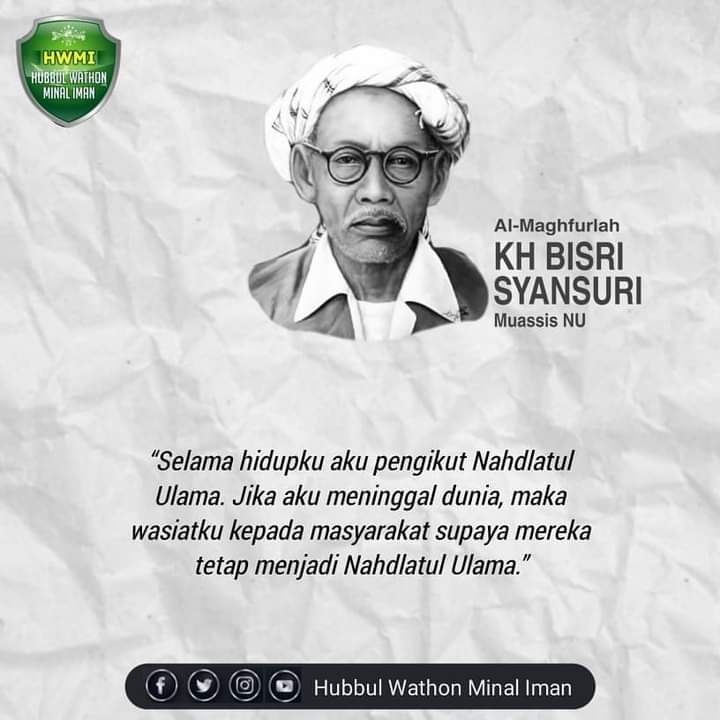 HWMI
HUBBUL WATHON
MINAL IMAN
Al-Maghfurlah
KH BISRI
SYANSURI
Muassis NU
“Selama hidupku aku pengikut Nahdlatul
Ulama. Jika aku meninggal dunia, maka
wasiatku kepada masyarakat supaya mereka
tetap menjadi Nahdlatul Ulama.”
Hubbul Wathon Minal Iman